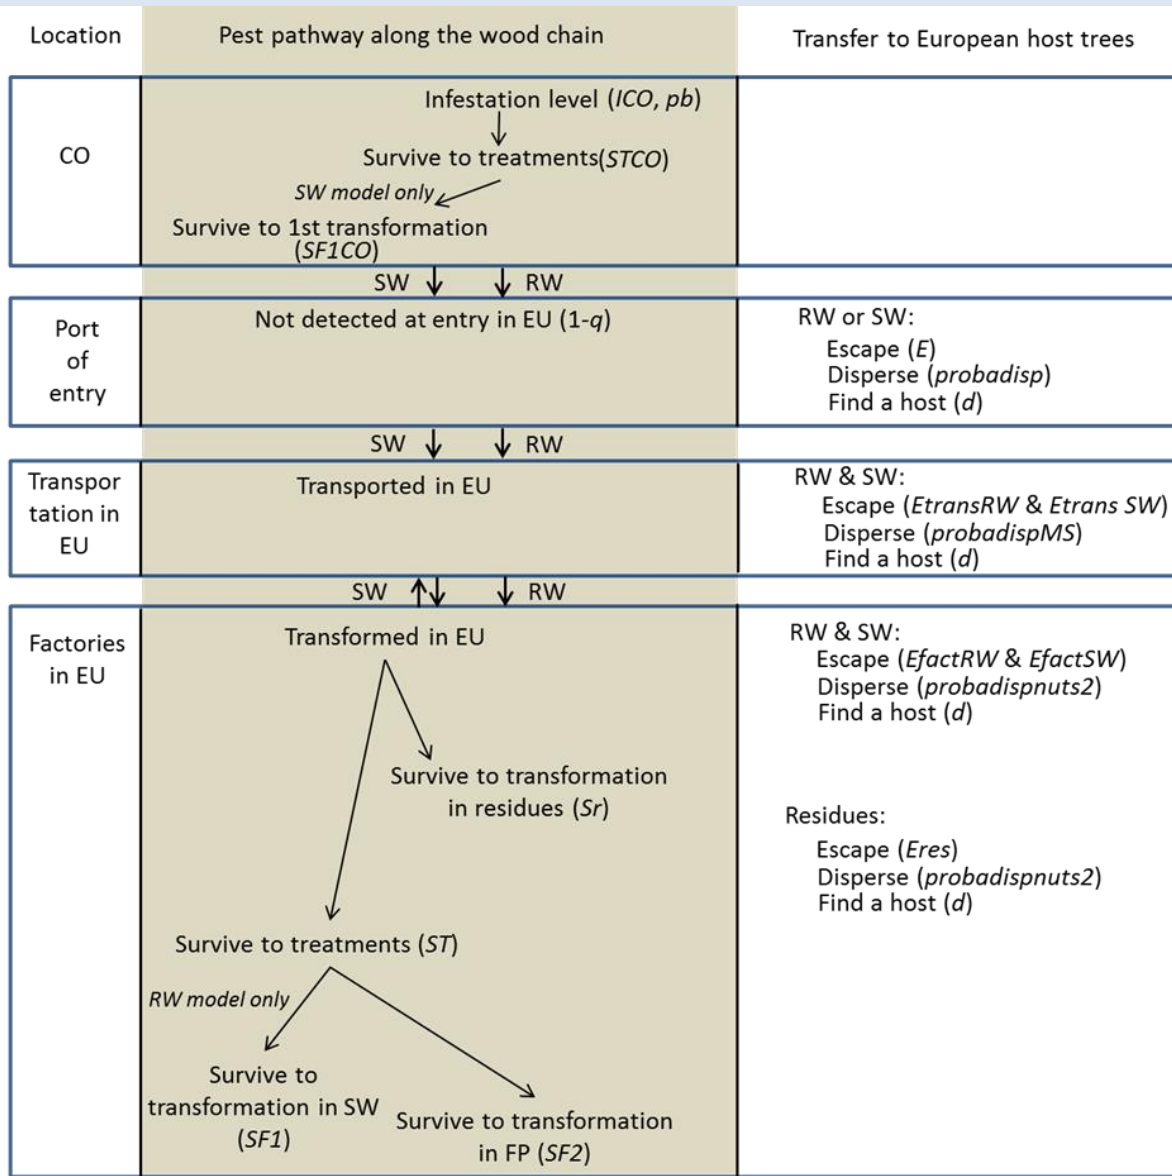 Location
Pest pathway along the wood chain
Transfer to European host trees
CO
Infestation level (ICO, pb)
Survive to treatments(STCO)
SW model only
Survive to 1st transformation
(SF1CO)
SW
RW
Port
of
entry
Not detected at entry in EU (1-q)
RW or SW:
Escape (E)
Disperse (probadisp)
Find a host (d)
SW
RW
Transpor
tation in
EU
Transported in EU
RW & SW:
Escape (EtransRW & Etrans SW)
Disperse (probadispMS)
Find a host (d)
SW
RW
Factories
in EU
Transformed in EU
RW & SW:
Escape (EfactRW & EfactSW)
Disperse (probadispnuts2)
Find a host (d)
Survive to transformation
in residues (Sr)
Residues:
Escape (Eres)
Disperse (probadispnuts2)
Find a host (d)
Survive to treatments (ST)
RW model only
Survive to
transformation in SW
(SF1)
Survive to transformation
in FP (SF2)